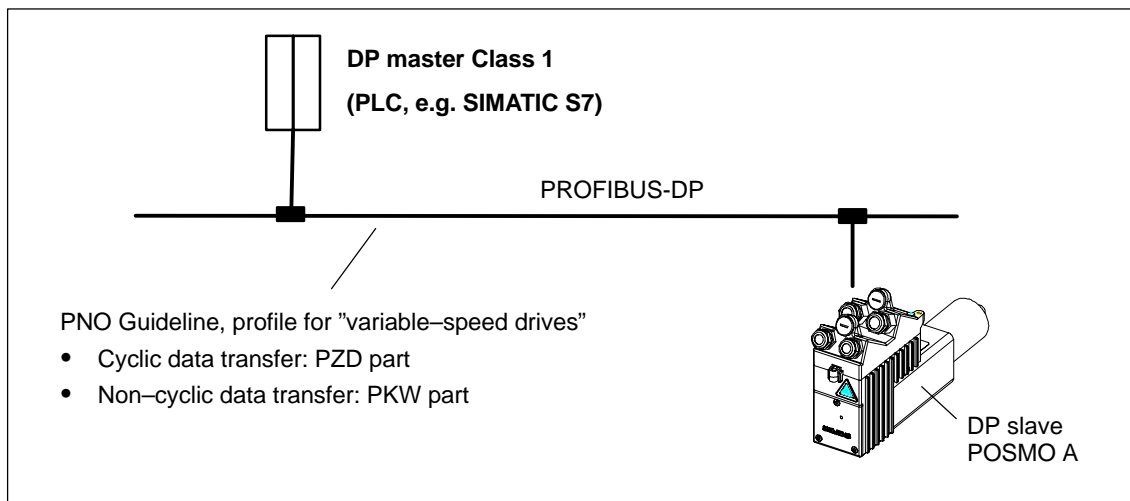 DP master Class 1
(PLC, e.g. SIMATIC S7)
PROFIBUS-DP
PNO Guideline, profile for ”variable–speed drives”
• Cyclic data transfer: PZD part
• Non–cyclic data transfer: PKW part
DP slave
POSMO A